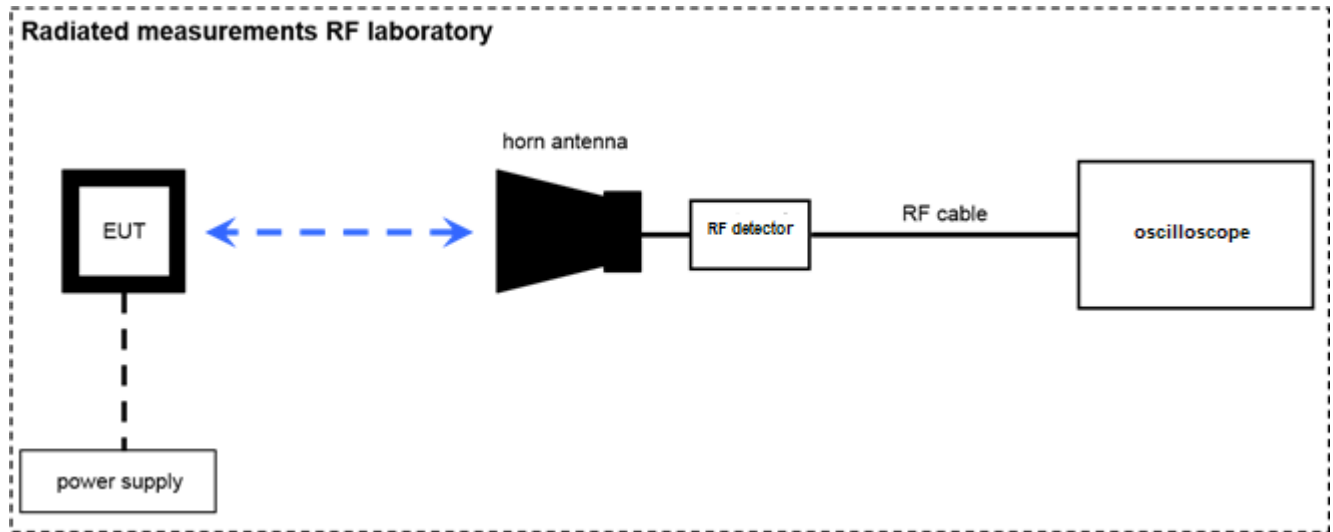 Radiated measurements RF laboratory
horn antenna
EUT
RF detector
RF cable
oscilloscope
power supply